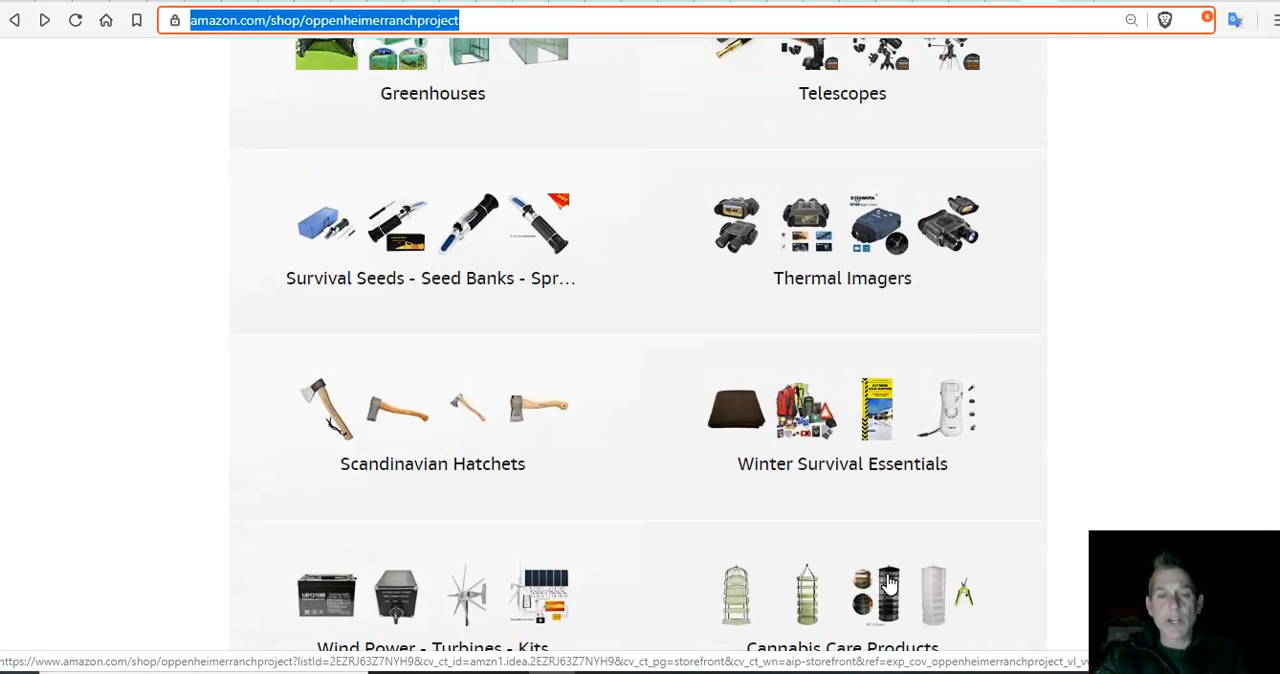 amazon.com/shop/oppenheimerranchproject
Greenhouses
Telescopes
Survival Seeds - Seed Banks - Spr...
Thermal Imagers
Scandinavian Hatchets
Winter Survival Essentials
UB121000
Wind Power - Turbines - Kits
Cannabis Care Products
https://www.amazon.com/shop/oppenheimerranchproject?listId=2EZRJ63Z7NYH9&cv_ct_id=amzn1.idea.2EZRJ63Z7NYH9&cv_ct_pg=storefront&cv_ct_wn=aip-storefront&ref=exp_cov_oppenheimerranchproject_vl_vv